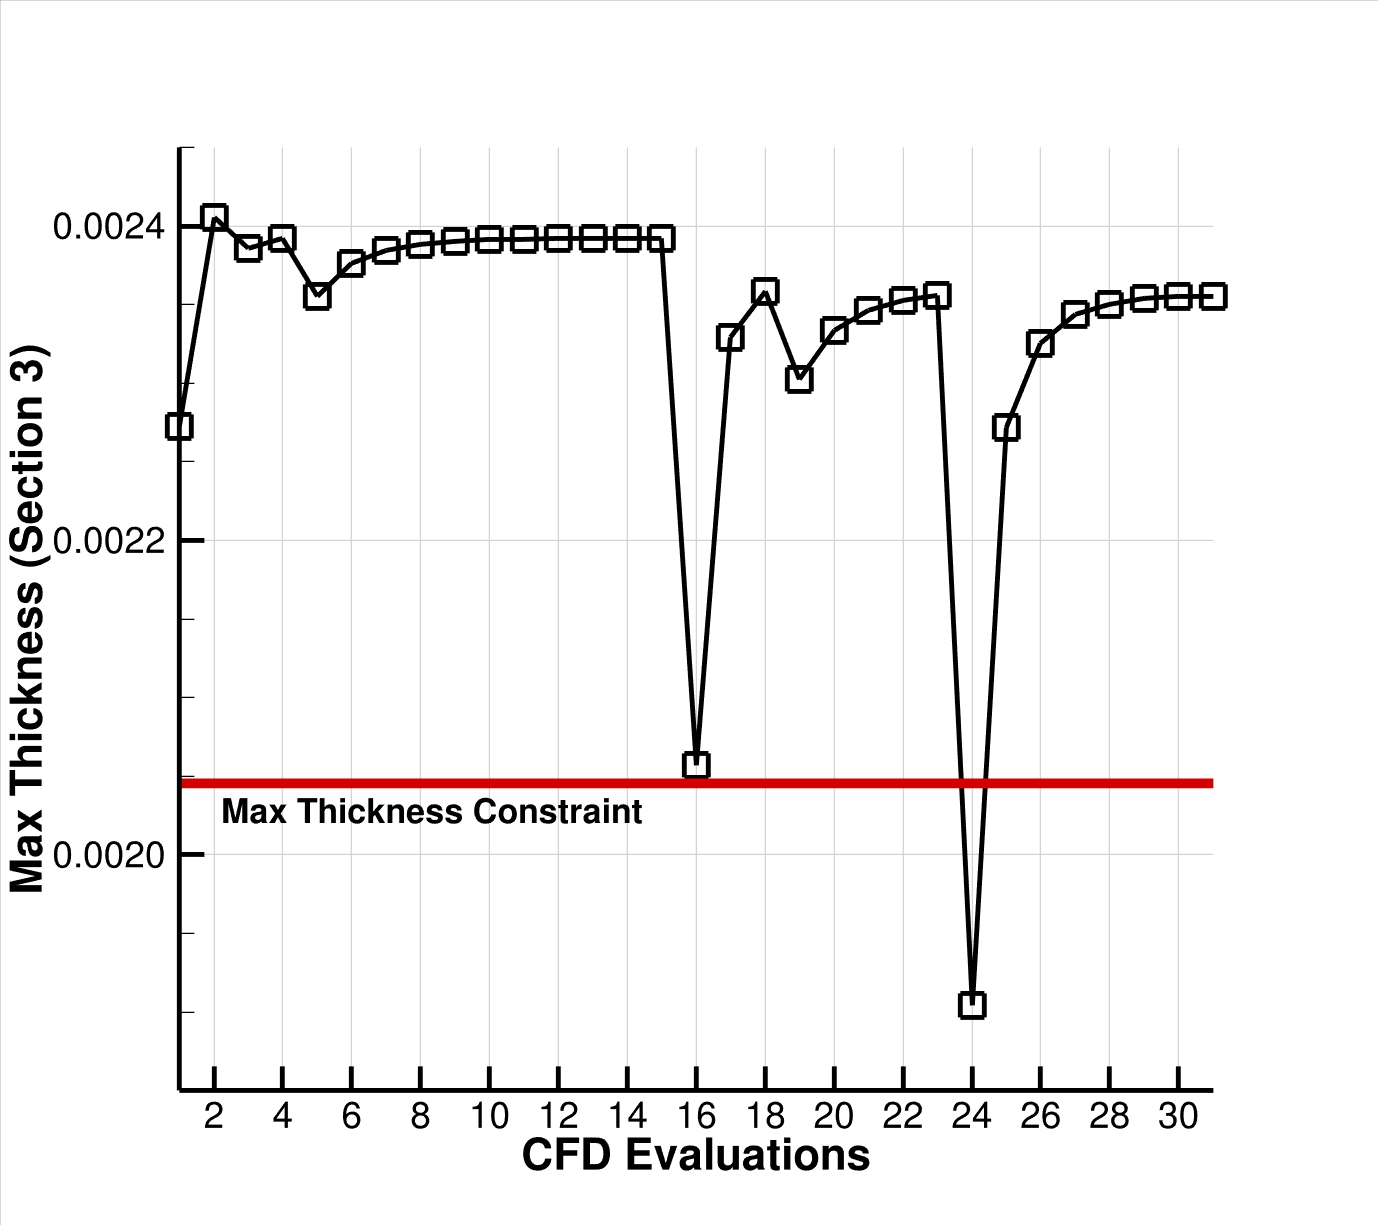 Max Thickness (Section 3)
0.0024
0.0022
0.0020
Max Thickness Constraint
2 4 6 8 10 12 14 16 18 20 22 24 26 28 30
CFD Evaluations